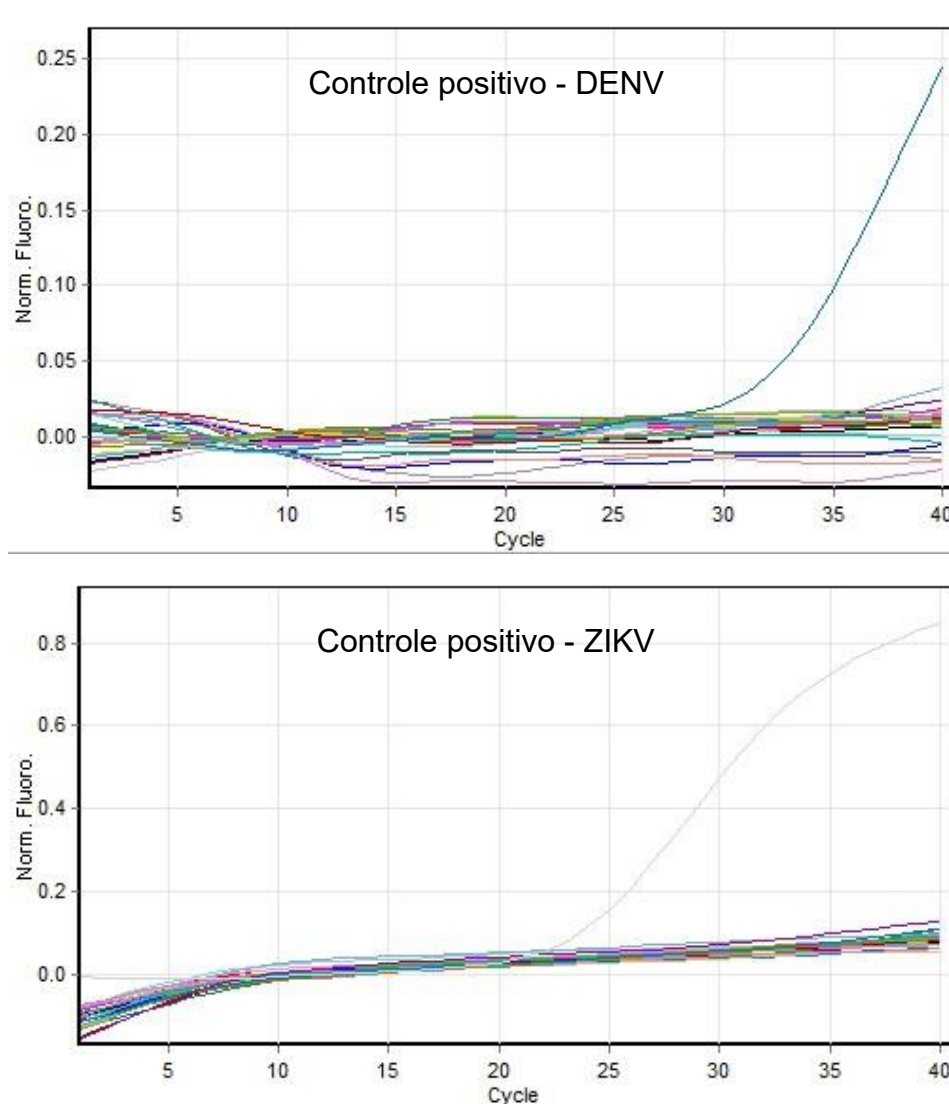 0.25
Controle positivo - DENV
0.20
0.15
0.10
0.05
0.00
Norm. Fluoro.
5 10 15 20 25 30 35 40
Cycle
0.8
Controle positivo - ZIKV
0.6
0.4
0.2
0.0
Norm. Fluoro.
5 10 15 20 25 30 35 40
Cycle